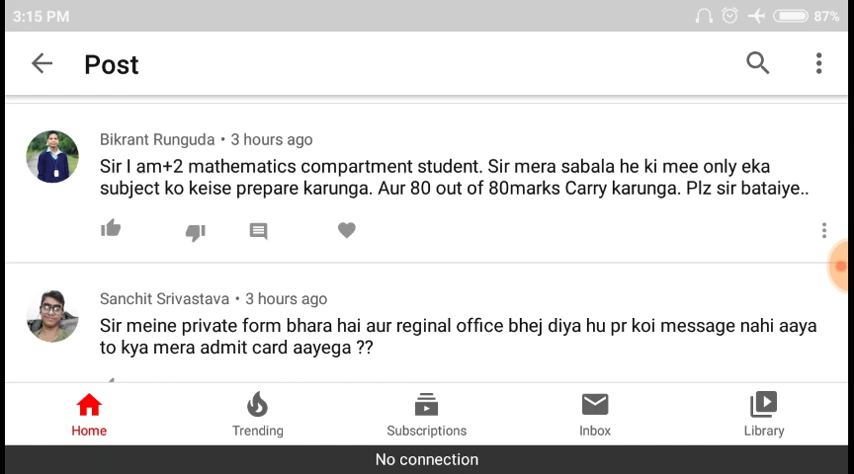 3:15 PM 87%
Post
Bikrant Runguda • 3 hours ago
Sir I am+2 mathematics compartment student. Sir mera sabala he ki mee only eka
subject ko keise prepare karunga. Aur 80 out of 80marks Carry karunga. Plz sir bataiye..
Sanchit Srivastava • 3 hours ago
Sir meine private form bhara hai aur reginal office bhej diya hu pr koi message nahi aaya
to kya mera admit card aayega ??
Home Trending Subscriptions Inbox Library
No connection